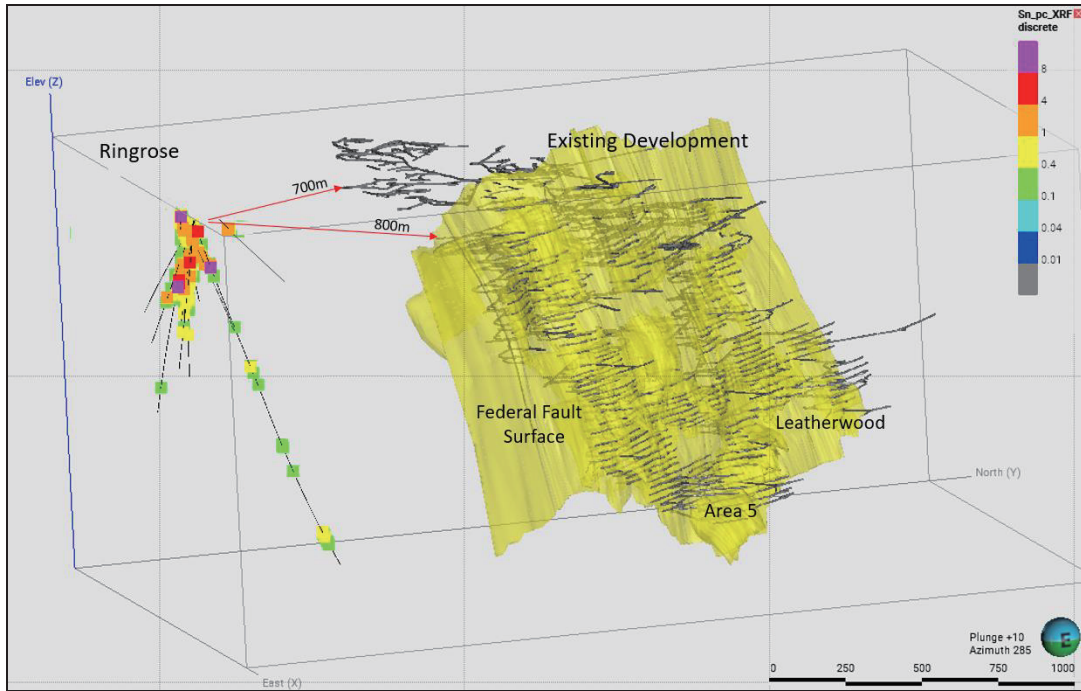 Sn_pc_XRF
discrete
8
4
1
0.4
0.1
0.04
0.01
Elev (Z)
Ringrose
Existing Development
700m
800m
Federal Fault
Surface
Leatherwood
Area 5
North (Y)
East (X)
Plunge +10
Azimuth 285
E
0 250 500 750 1000